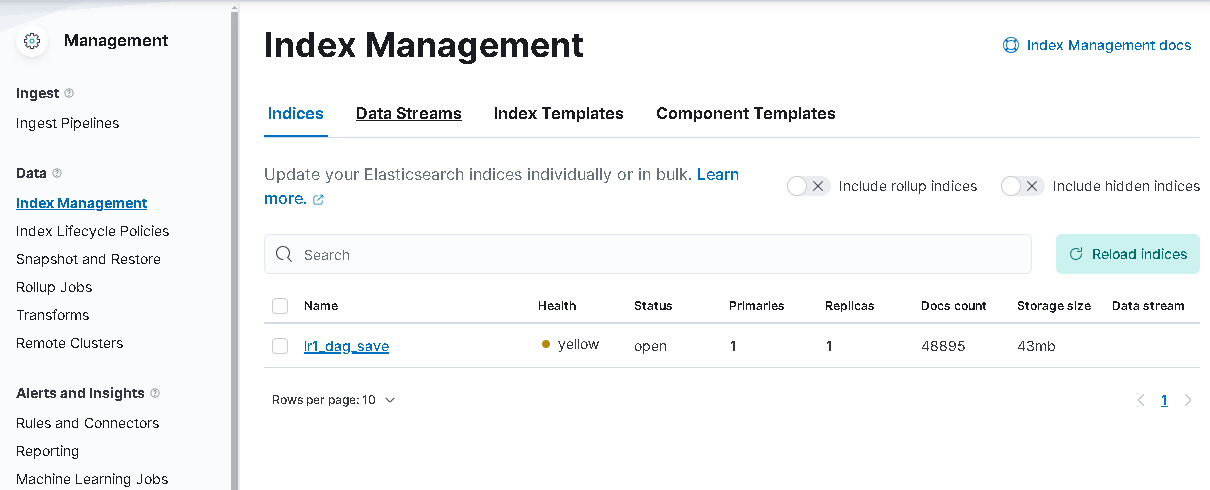 Management
Ingest
Ingest Pipelines
Data
Index Management
Index Lifecycle Policies
Snapshot and Restore
Rollup Jobs
Transforms
Remote Clusters
Alerts and Insights
Rules and Connectors
Reporting
Machine Learning Jobs
Index Management
Index Management docs
Indices Data Streams Index Templates Component Templates
Update your Elasticsearch indices individually or in bulk. Learn
more.
Include rollup indices Include hidden indices
Search
Reload indices
Name Health Status Primaries Replicas Docs count Storage size Data stream
lr1_dag_save yellow open 1 1 48895 43mb
Rows per page: 10
1